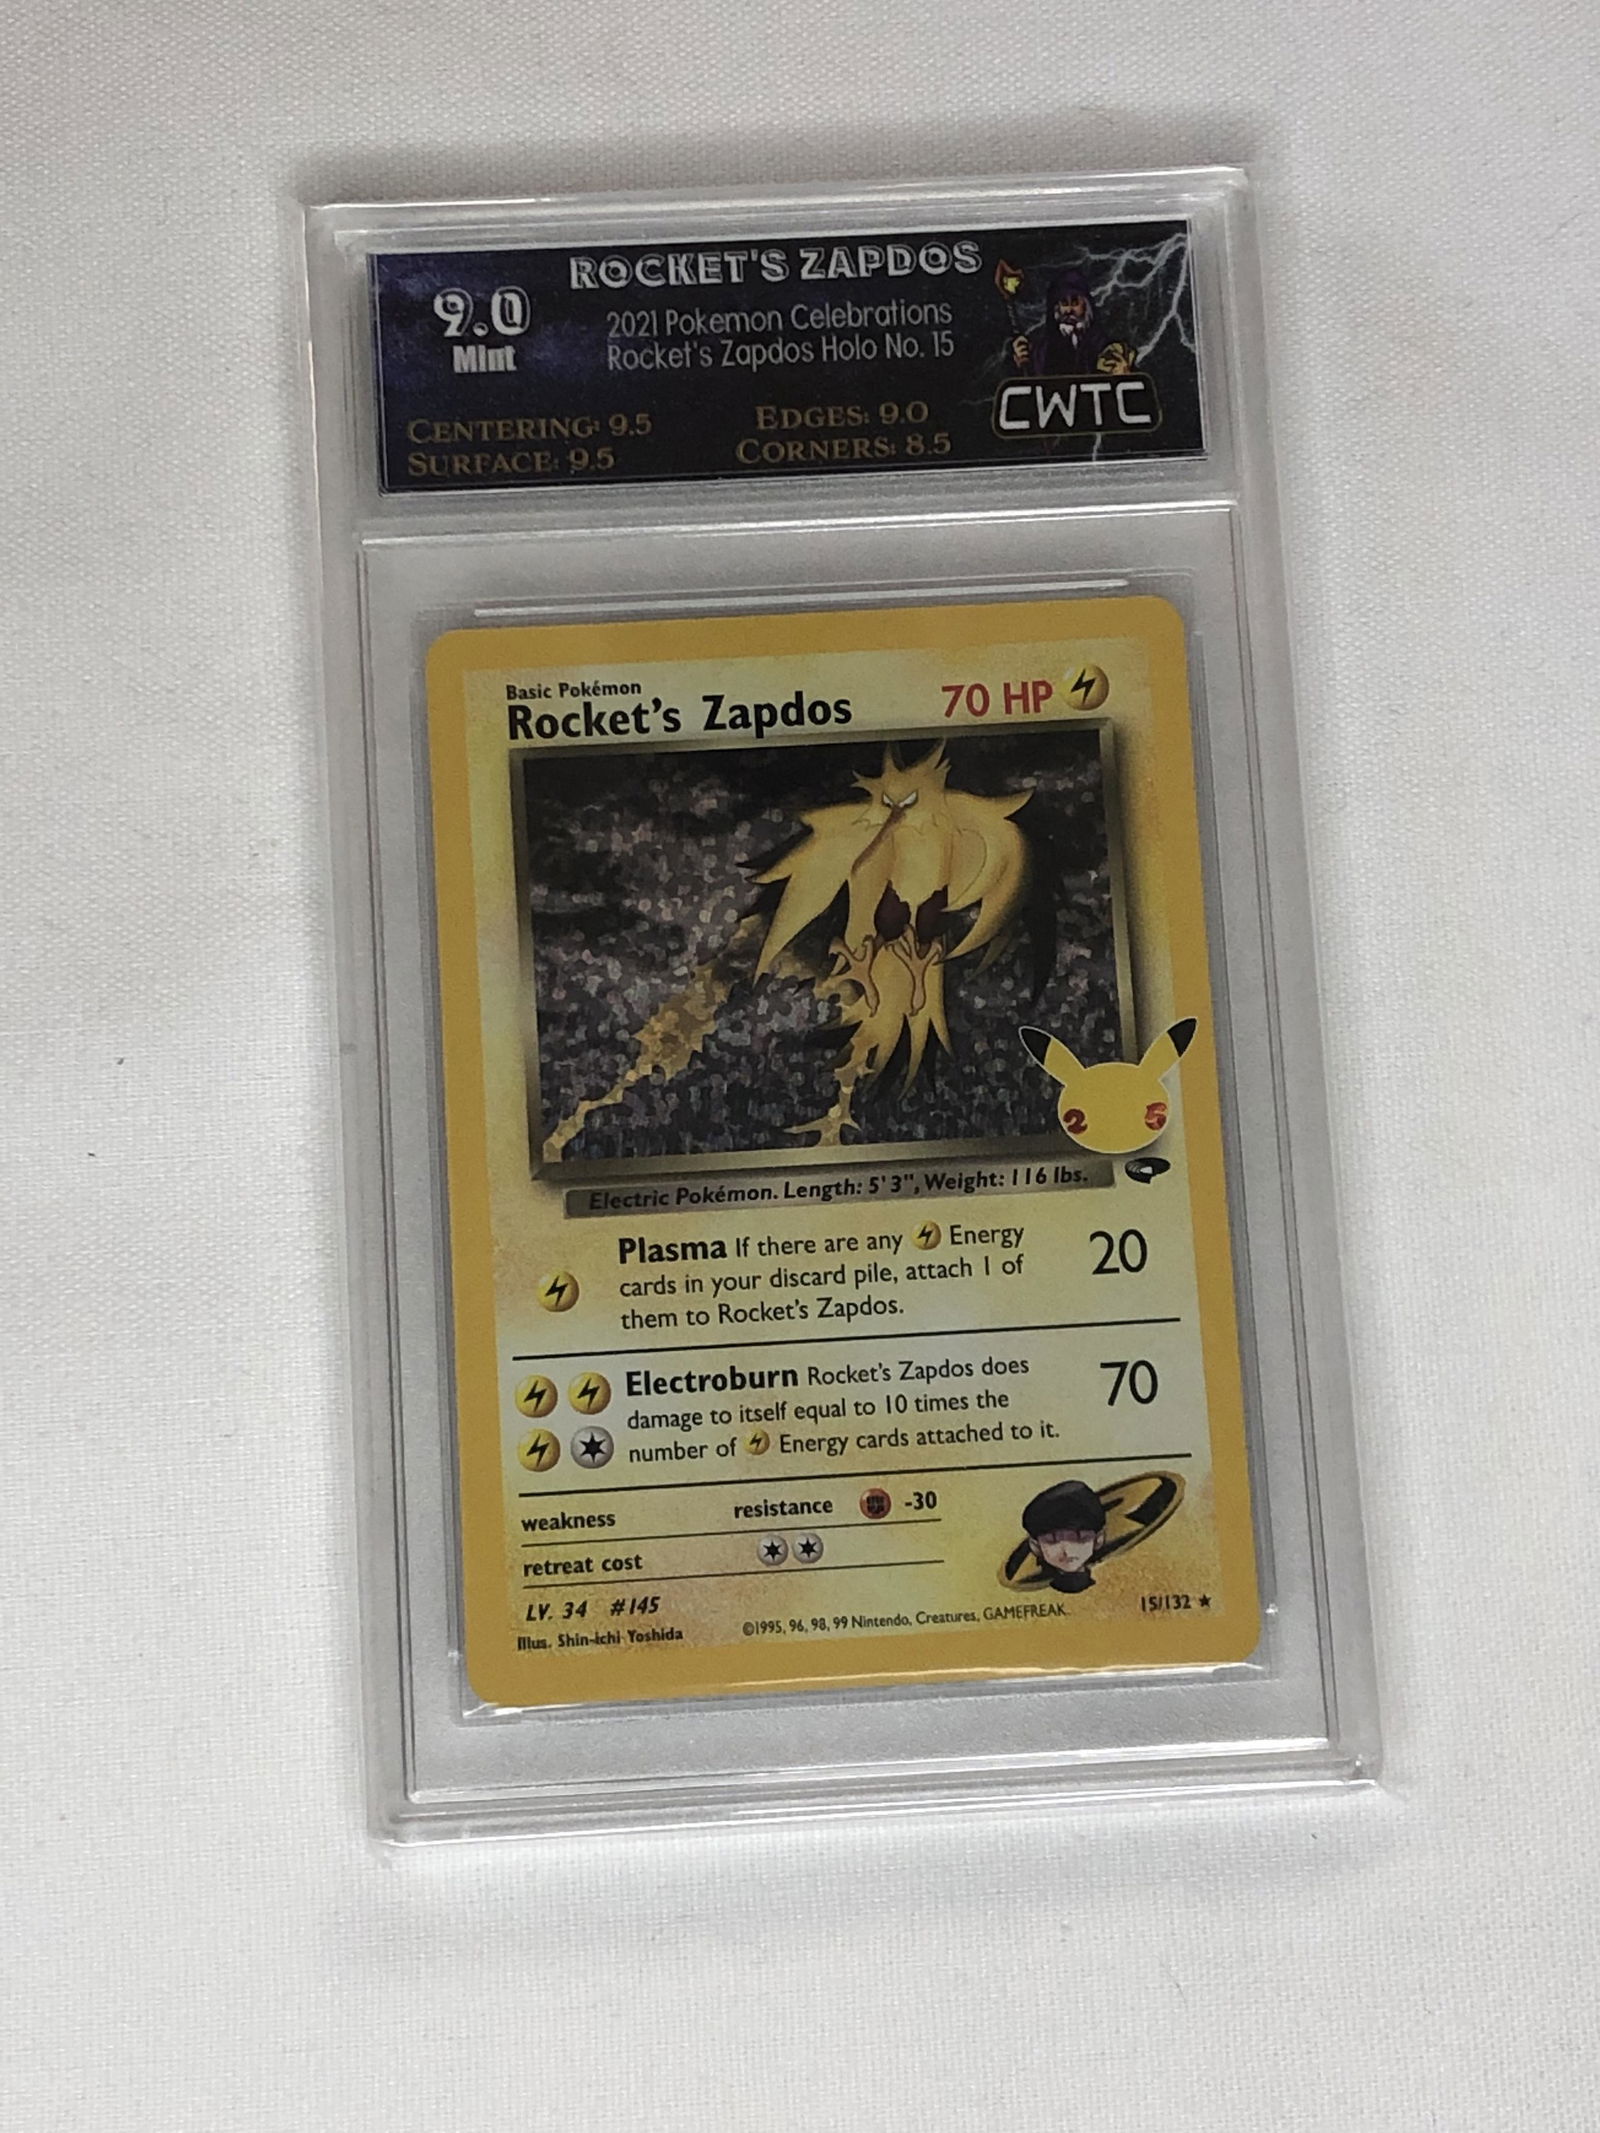 ROCKET'S ZAPDOS
9.0
Mint
2021 Pokemon Celebrations
Rocket's Zapdos Holo No. 15
CENTERING: 9.5
EDGES: 9.0
SURFACE: 9.5
CORNERS: 8.5
CWTC
Basic Pokémon
Rocket's Zapdos
70 HP
2 5
Electric Pokémon. Length: 5' 3", Weight: 116 lbs.
Plasma If there are any Energy
cards in your discard pile, attach 1 of
them to Rocket's Zapdos.
20
Electroburn Rocket's Zapdos does
damage to itself equal to 10 times the
number of Energy cards attached to it.
70
weakness
resistance
-30
retreat cost
LV. 34 #145
Illus. Shin-ichi Yoshida
©1995, 96, 98, 99 Nintendo, Creatures, GAMEFREAK.
15/132 ★